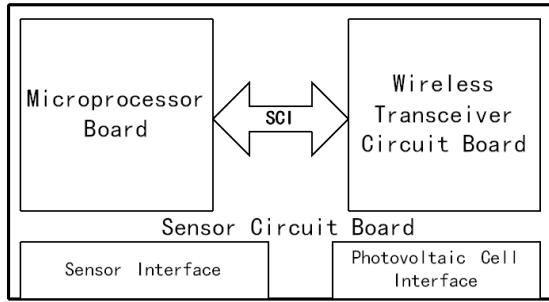 Microprocessor
Board
SCI
Wireless
Transceiver
Circuit Board
Sensor Circuit Board
Sensor Interface
Photovoltaic Cell
Interface